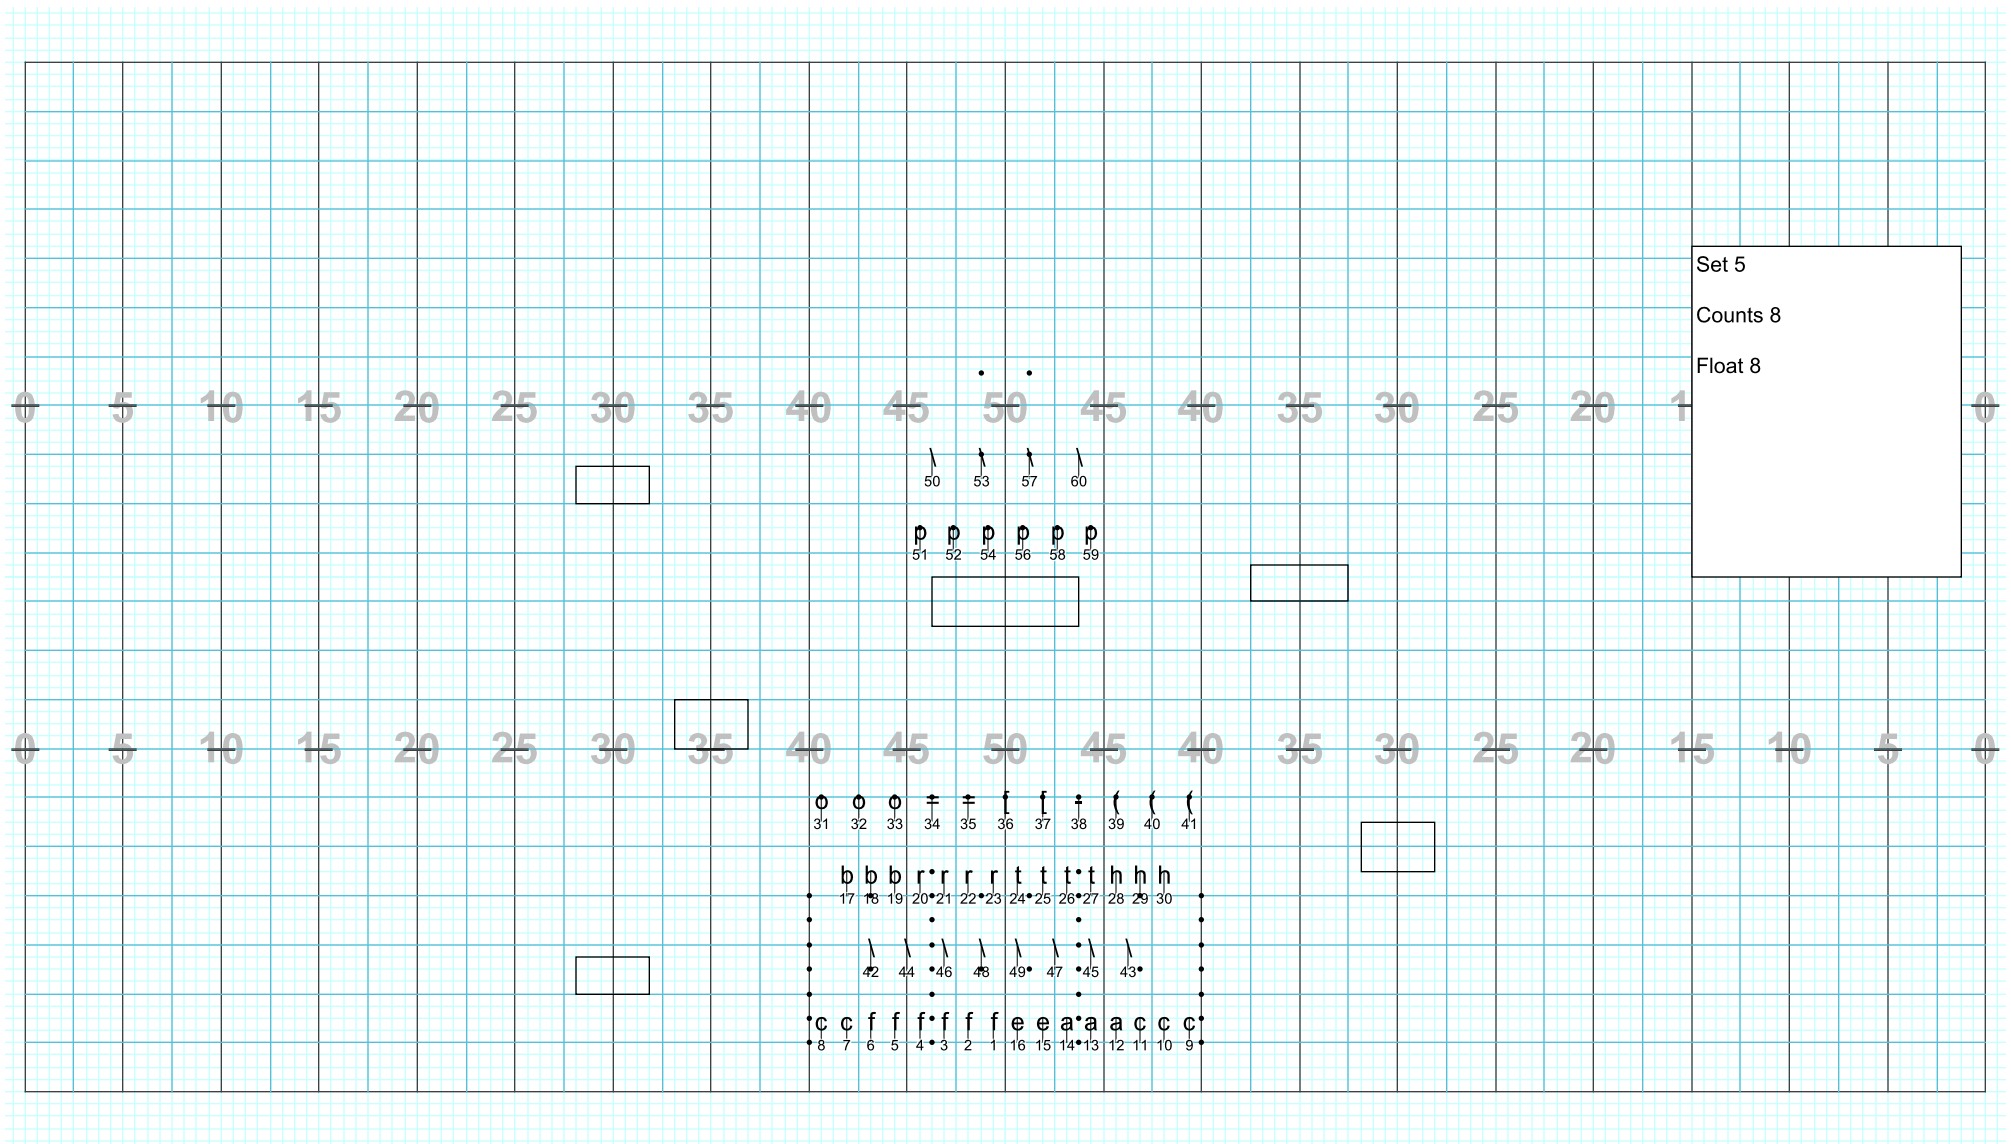 Set 5
Counts 8
Float 8
0 5 10 15 20 25 30 35 40 45 50 45 40 35 30 25 20 1 0
\ \ \ \
50 53 57 60
p p p p p p
51 52 54 56 58 59
0 5 10 15 20 25 30 35 40 45 50 45 40 35 30 25 20 15 10 5 0
o o o = = [ [ - ( ( (
31 32 33 34 35 36 37 38 39 40 41
b b b r r r r t t t t h h h
17 18 19 20 21 22 23 24 25 26 27 28 29 30
\ \ \ \ \ \ \ \
42 44 46 48 49 47 45 43
c c f f f f f f e e a a a c c c
8 7 6 5 4 3 2 1 16 15 14 13 12 11 10 9